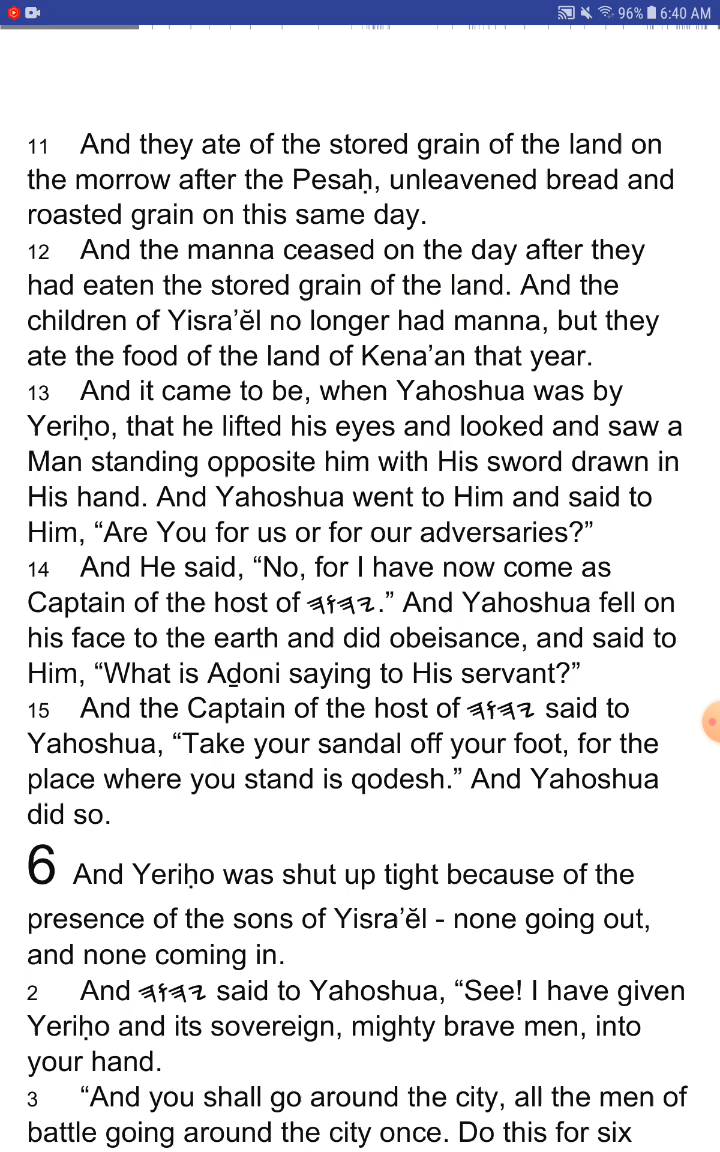 96% 6:40 AM
11 And they ate of the stored grain of the land on
the morrow after the Pesaḥ, unleavened bread and
roasted grain on this same day.
12 And the manna ceased on the day after they
had eaten the stored grain of the land. And the
children of Yisra’ĕl no longer had manna, but they
ate the food of the land of Kena’an that year.
13 And it came to be, when Yahoshua was by
Yeriḥo, that he lifted his eyes and looked and saw a
Man standing opposite him with His sword drawn in
His hand. And Yahoshua went to Him and said to
Him, “Are You for us or for our adversaries?”
14 And He said, “No, for I have now come as
Captain of the host of 𐤉𐤄𐤅𐤄.” And Yahoshua fell on
his face to the earth and did obeisance, and said to
Him, “What is Aḏoni saying to His servant?”
15 And the Captain of the host of 𐤉𐤄𐤅𐤄 said to
Yahoshua, “Take your sandal off your foot, for the
place where you stand is qodesh.” And Yahoshua
did so.
6 And Yeriḥo was shut up tight because of the
presence of the sons of Yisra’ĕl - none going out,
and none coming in.
2 And 𐤉𐤄𐤅𐤄 said to Yahoshua, “See! I have given
Yeriḥo and its sovereign, mighty brave men, into
your hand.
3 “And you shall go around the city, all the men of
battle going around the city once. Do this for six